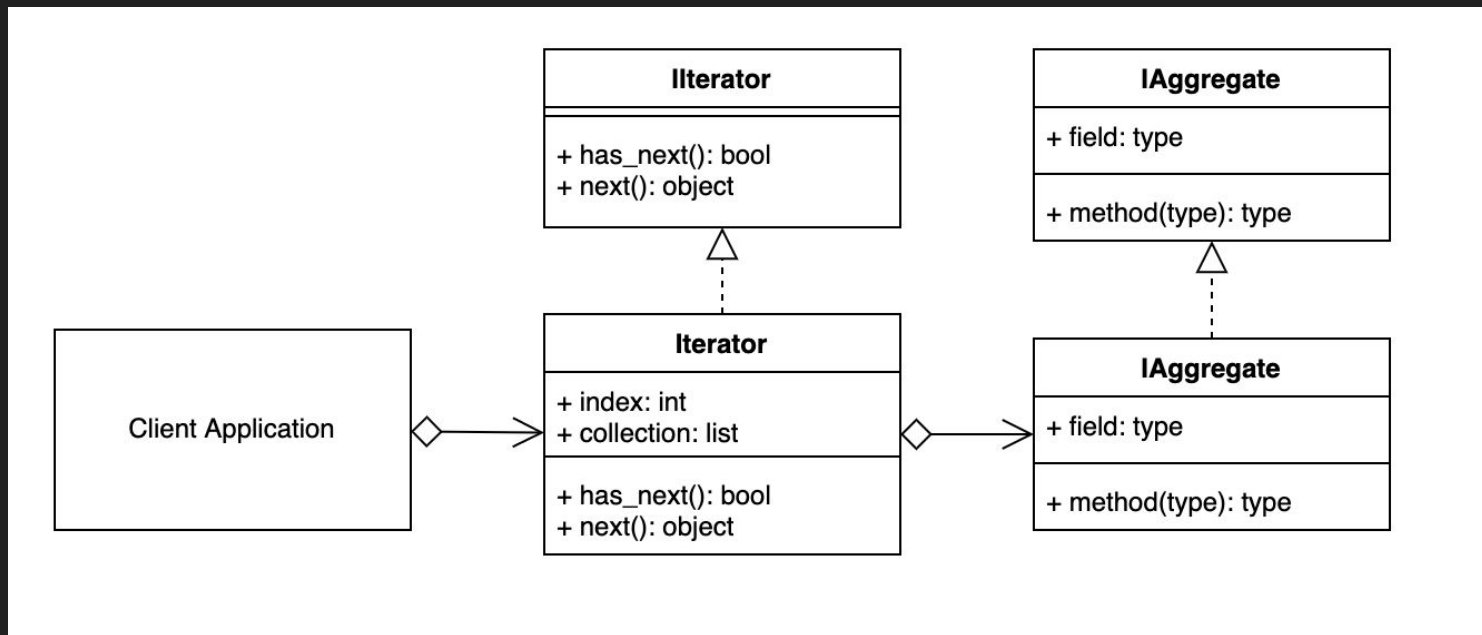 IIterator
+ has_next(): bool
+ next(): object
IAggregate
+ field: type
+ method(type): type
Client Application
Iterator
+ index: int
+ collection: list
+ has_next(): bool
+ next(): object
IAggregate
+ field: type
+ method(type): type